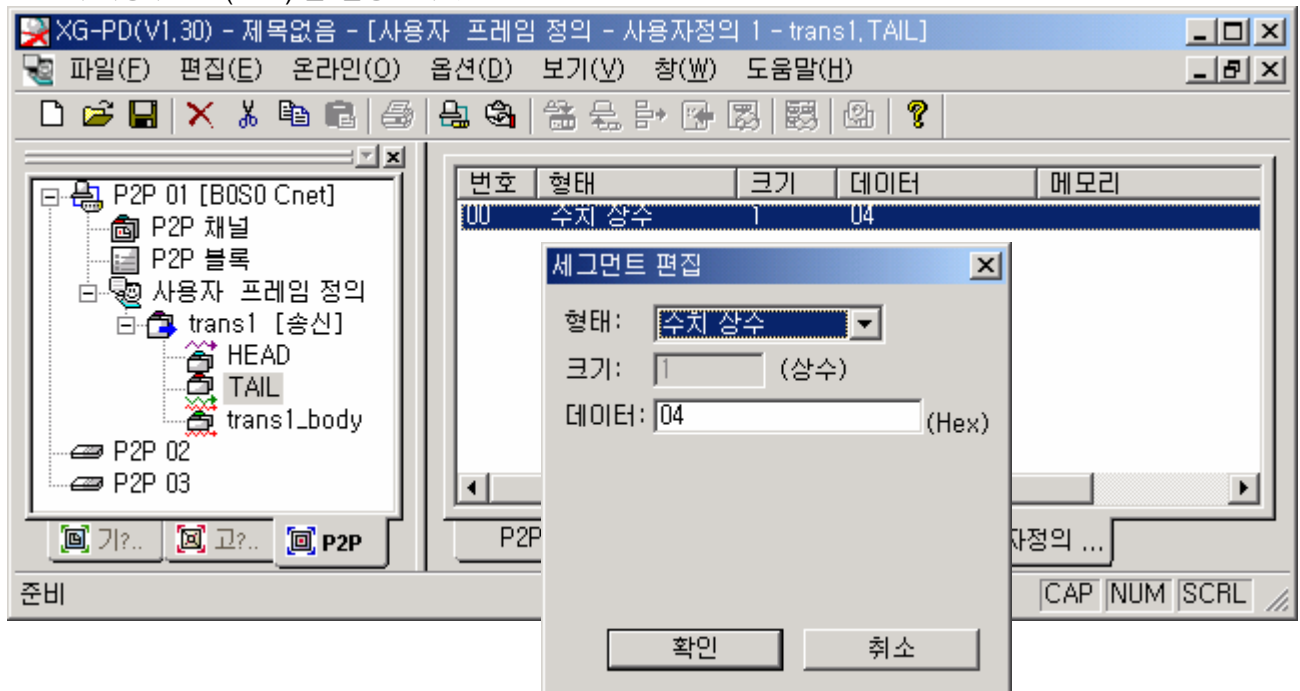 XG-PD(V1,30) - 제목없음 - [사용자 프레임 정의 - 사용자정의 1 - trans1,TAIL]
파일(F) 편집(E) 온라인(O) 옵션(D) 보기(V) 창(W) 도움말(H)
P2P 01 [B0S0 Cnet]
P2P 채널
P2P 블록
사용자 프레임 정의
trans1 [송신]
HEAD
TAIL
trans1_body
P2P 02
P2P 03
기?.. 고?.. P2P
번호 형태 크기 데이터 메모리
00 수치 상수 1 04
세그먼트 편집
형태: 수치 상수
크기: 1 (상수)
데이터: 04 (Hex)
확인 취소
P2P
자정의 ...
준비
CAP NUM SCRL